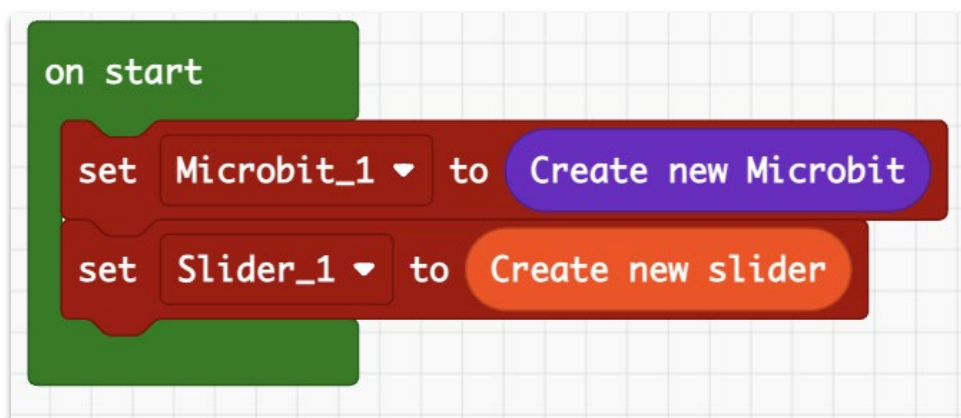 on start
set Microbit_1 to Create new Microbit
set Slider_1 to Create new slider